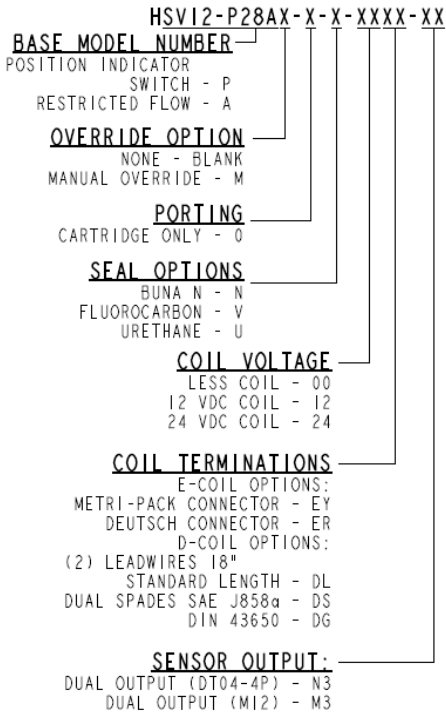 HSV12-P28AX-X-X-XXXX-XX
BASE MODEL NUMBER
POSITION INDICATOR
SWITCH - P
RESTRICTED FLOW - A
OVERRIDE OPTION
NONE - BLANK
MANUAL OVERRIDE - M
PORTING
CARTRIDGE ONLY - 0
SEAL OPTIONS
BUNA N - N
FLUOROCARBON - V
URETHANE - U
COIL VOLTAGE
LESS COIL - 00
12 VDC COIL - 12
24 VDC COIL - 24
COIL TERMINATIONS
E-COIL OPTIONS:
METRI-PACK CONNECTOR - EY
DEUTSCH CONNECTOR - ER
D-COIL OPTIONS:
(2) LEADWIRES 18"
STANDARD LENGTH - DL
DUAL SPADES SAE J858a - DS
DIN 43650 - DG
SENSOR OUTPUT:
DUAL OUTPUT (DT04-4P) - N3
DUAL OUTPUT (M12) - M3